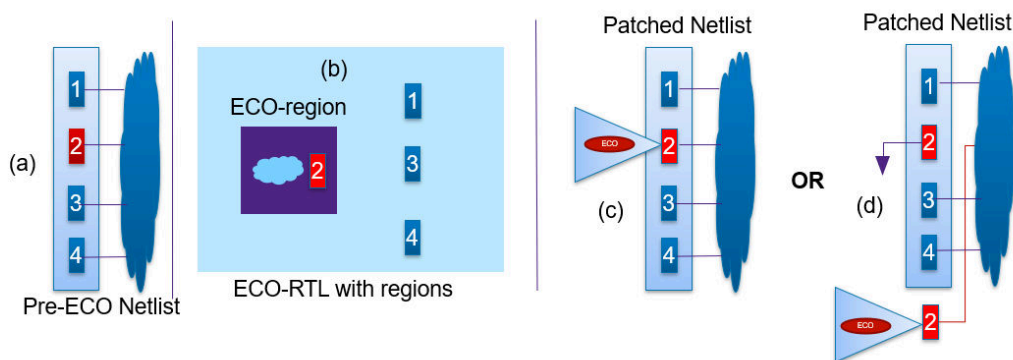 (a)
1
2
3
4
Pre-ECO Netlist
(b)
ECO-region
2
1
3
4
ECO-RTL with regions
Patched Netlist
ECO
1
2
3
4
(c)
OR
Patched Netlist
1
2
3
4
(d)
ECO
2